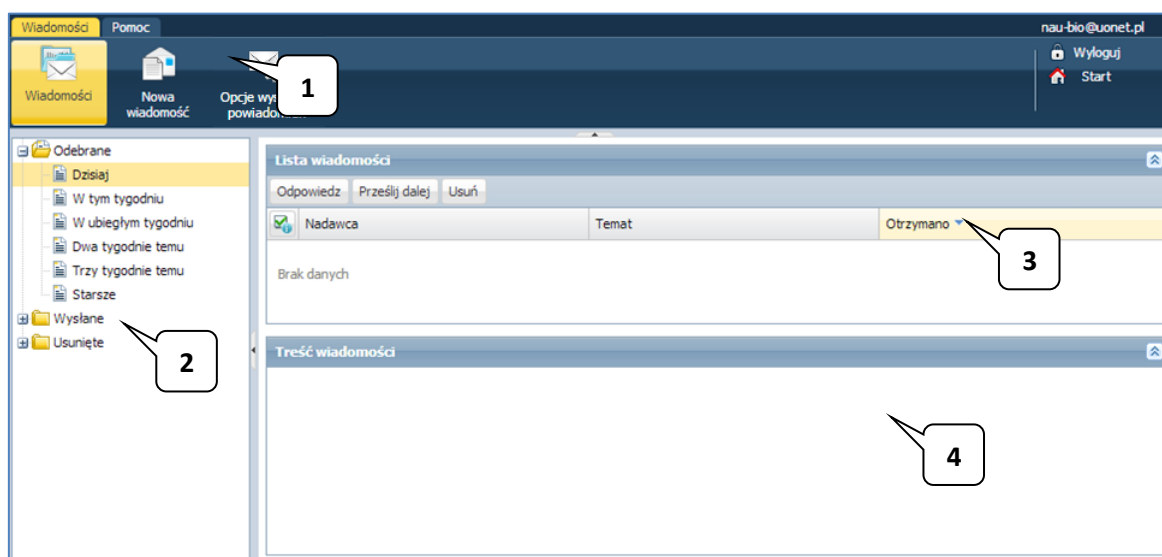 Wiadomości Pomoc nau-bio@uonet.pl
Wyloguj
Start
Wiadomości
Nowa
wiadomość
Opcje
1
Odebrane
Dzisiaj
W tym tygodniu
W ubiegłym tygodniu
Dwa tygodnie temu
Trzy tygodnie temu
Starsze
Wysłane
Usunięte
2
Lista wiadomości
Odpowiedz Prześlij dalej Usuń
Nadawca Temat Otrzymano
Brak danych
3
Treść wiadomości
4